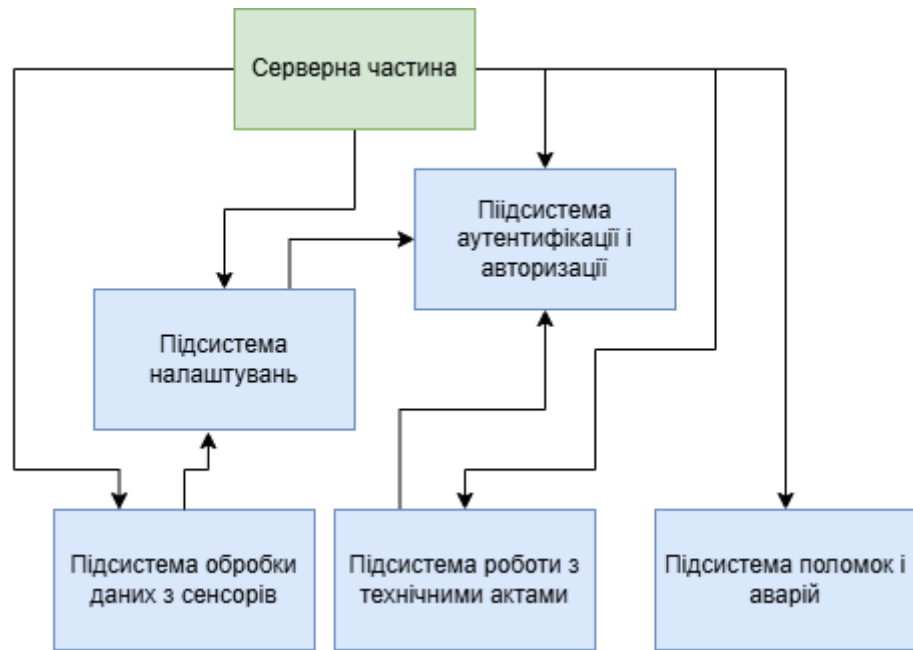 Серверна частина
Піідсистема
аутентифікації і
авторизації
Підсистема
налаштувань
Підсистема обробки
даних з сенсорів
Підсистема роботи з
технічними актами
Підсистема поломок і
аварій